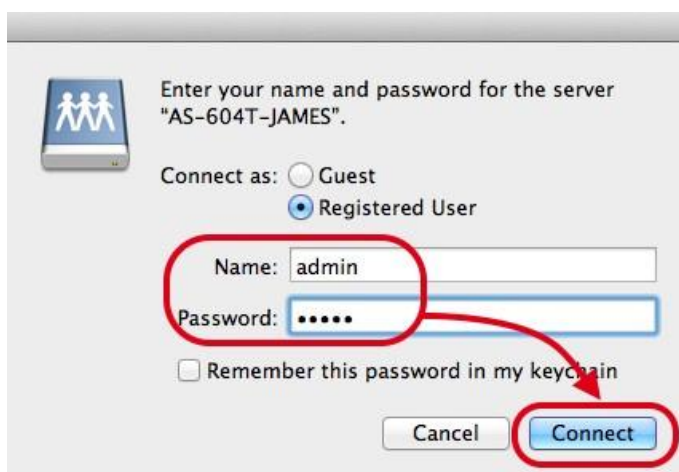 Enter your name and password for the server
“AS-604T-JAMES”.
Connect as: Guest
Registered User
Name: admin
Password: •••••
Remember this password in my keychain
Cancel Connect